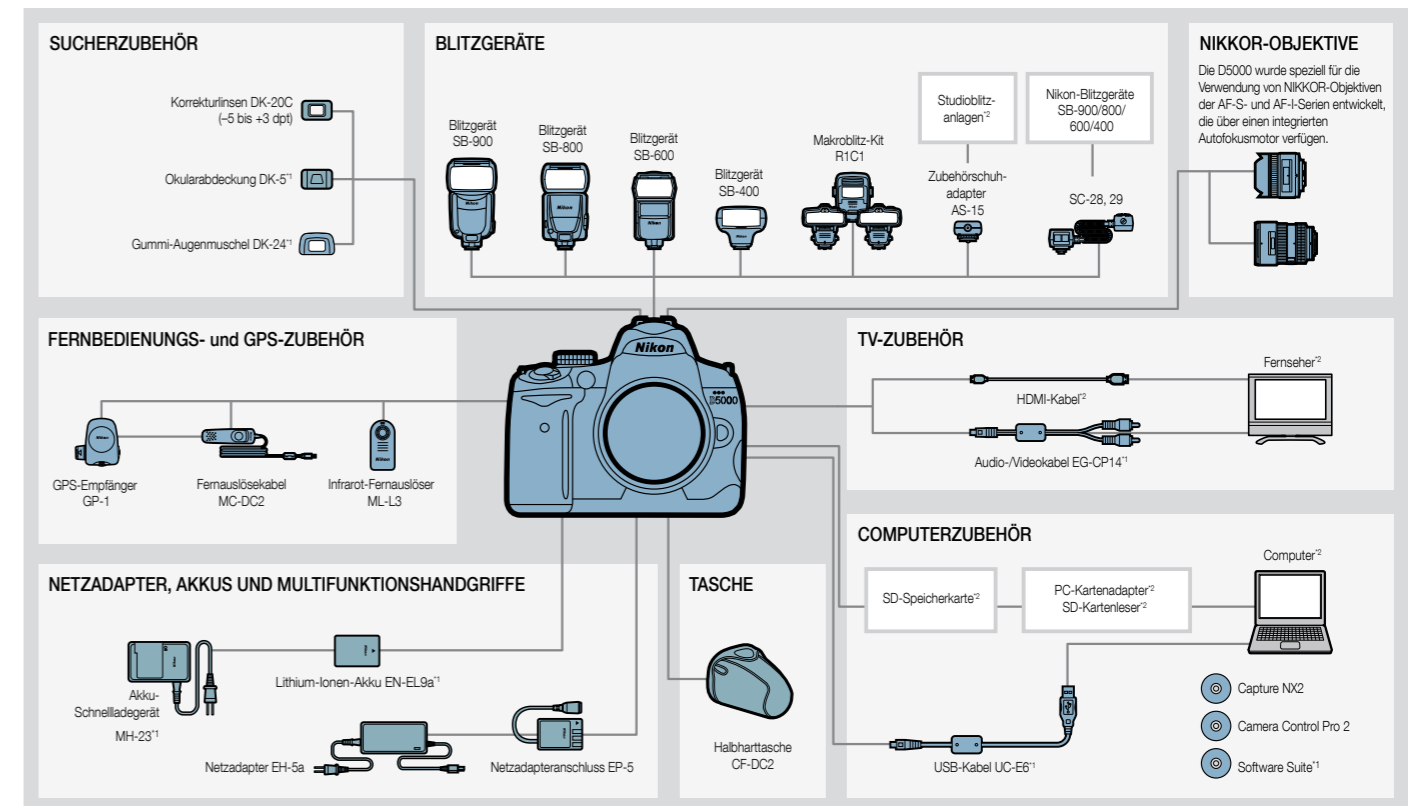 SUCHERZUBEHÖR
Korrekturlinsen DK-20C
(–5 bis +3 dpt)
Okularabdeckung DK-5*1
Gummi-Augenmuschel DK-24*1
BLITZGERÄTE
Blitzgerät
SB-900
Blitzgerät
SB-800
Blitzgerät
SB-600
Blitzgerät
SB-400
Makroblitz-Kit
R1C1
Studioblitz-
anlagen*2
Zubehörschuh-
adapter
AS-15
Nikon-Blitzgeräte
SB-900/800/
600/400
SC-28, 29
NIKKOR-OBJEKTIVE
Die D5000 wurde speziell für die
Verwendung von NIKKOR-Objektiven
der AF-S- und AF-I-Serien entwickelt,
die über einen integrierten
Autofokusmotor verfügen.
FERNBEDIENUNGS- und GPS-ZUBEHÖR
GPS-Empfänger
GP-1
Fernauslösekabel
MC-DC2
Infrarot-Fernauslöser
ML-L3
Nikon
D5000
TV-ZUBEHÖR
Fernseher*2
HDMI-Kabel*2
Audio-/Videokabel EG-CP14*1
NETZADAPTER, AKKUS UND MULTIFUNKTIONSHANDGRIFFE
Akku-
Schnellladegerät
MH-23*1
Lithium-Ionen-Akku EN-EL9a*1
Netzadapter EH-5a
Netzadapteranschluss EP-5
TASCHE
Halbharttasche
CF-DC2
COMPUTERZUBEHÖR
Computer*2
SD-Speicherkarte*2
PC-Kartenadapter*2
SD-Kartenleser*2
Capture NX2
Camera Control Pro 2
Software Suite*1
USB-Kabel UC-E6*1